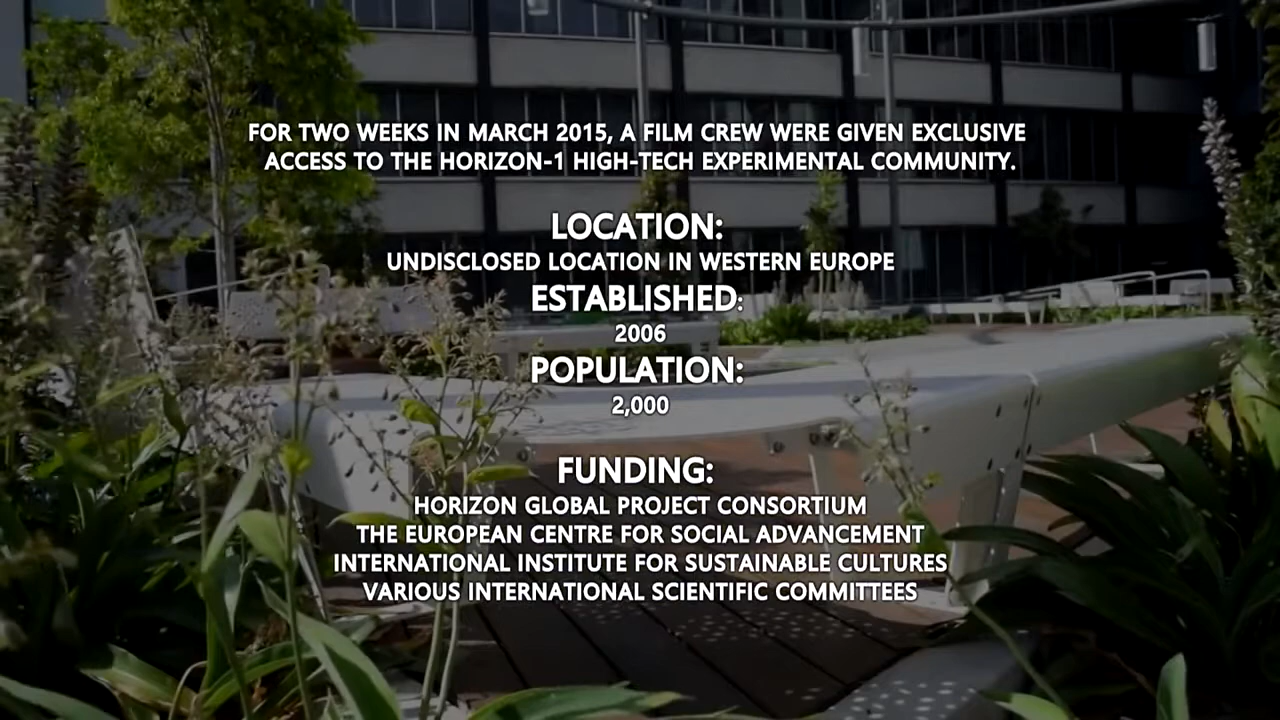 FOR TWO WEEKS IN MARCH 2015, A FILM CREW WERE GIVEN EXCLUSIVE
ACCESS TO THE HORIZON-1 HIGH-TECH EXPERIMENTAL COMMUNITY.
LOCATION:
UNDISCLOSED LOCATION IN WESTERN EUROPE
ESTABLISHED:
2006
POPULATION:
2,000
FUNDING:
HORIZON GLOBAL PROJECT CONSORTIUM
THE EUROPEAN CENTRE FOR SOCIAL ADVANCEMENT
INTERNATIONAL INSTITUTE FOR SUSTAINABLE CULTURES
VARIOUS INTERNATIONAL SCIENTIFIC COMMITTEES